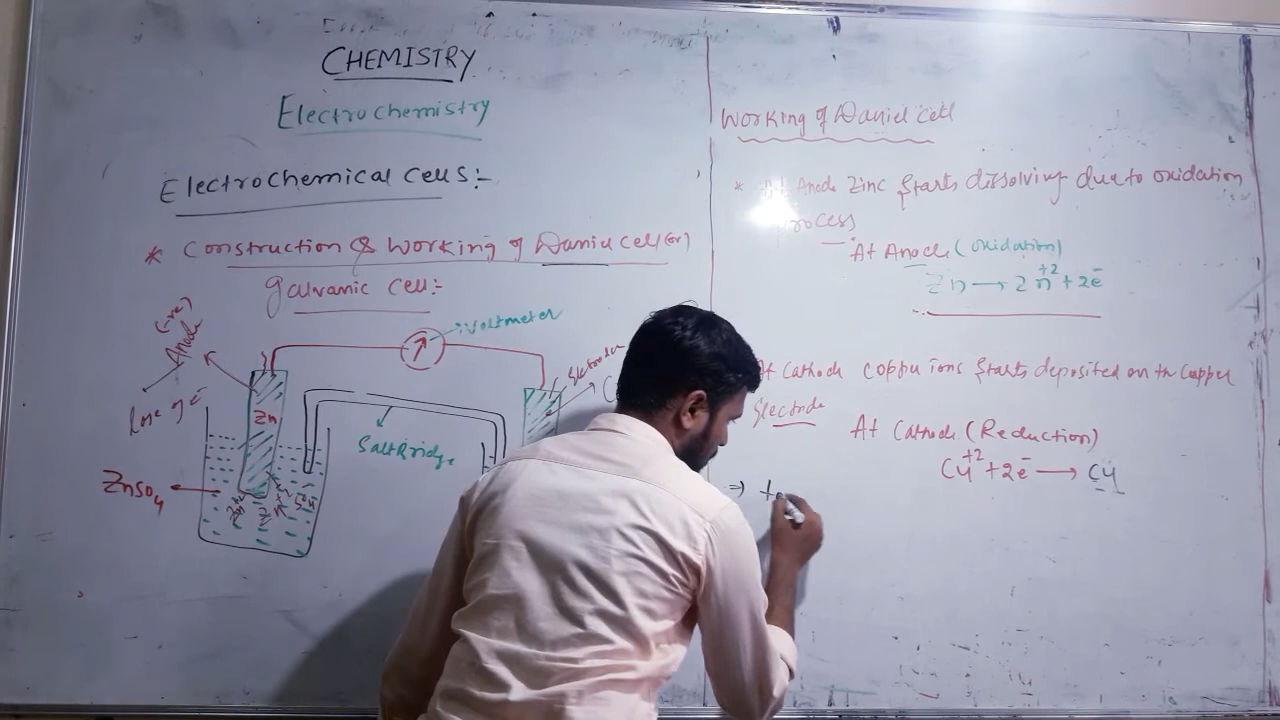 CHEMISTRY
Electrochemistry
Electrochemical cells:-
* Construction & Working of Daniel cell (or)
galvanic cell:-
(-ve)
Anode
loss of e⁻
Voltmeter
Electrode
C
Zn
Salt Bridge
ZnSO₄
Working of Daniel cell
* At Anode Zinc starts dissolving due to oxidation
process
At Anode (oxidation)
Zn → Zn⁺² + 2e⁻
At cathode copper ions starts deposited on the copper
Electrode
At Cathode (Reduction)
Cu⁺² + 2e⁻ → Cu
⇒